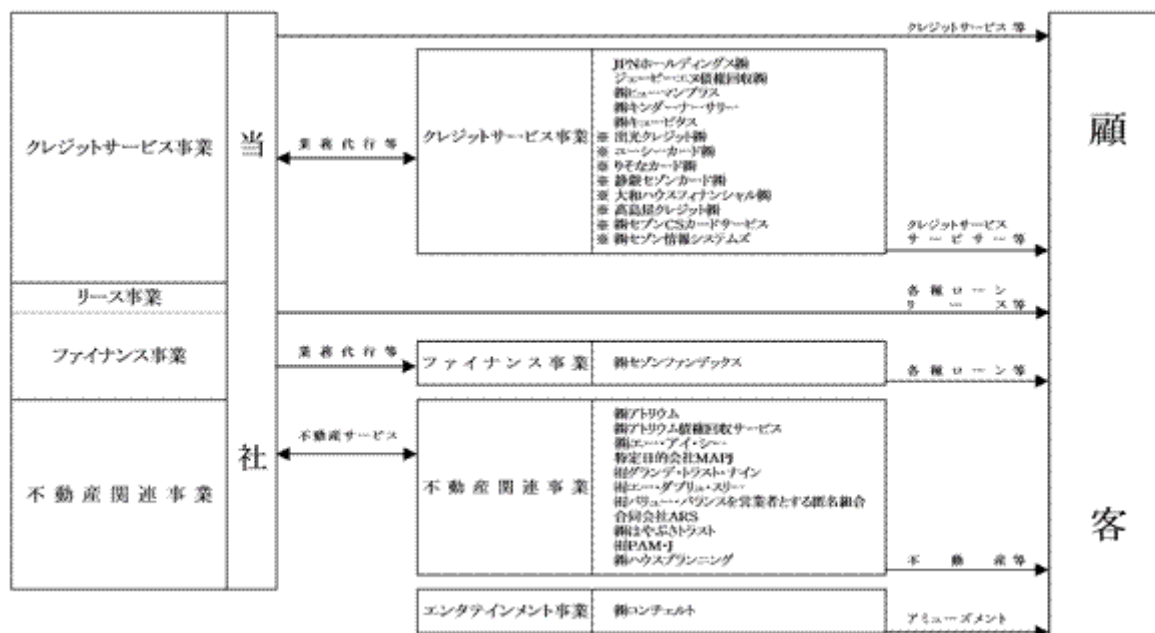 クレジットサービス事業
リース事業
ファイナンス事業
不動産関連事業
当社
クレジットサービス等
業務代行等
クレジットサービス事業
JPNホールディングス㈱
ジェーピーエヌ債権回収㈱
㈱ヒューマンプラス
㈱キンダーナーサリー
㈱キュービタス
※ 出光クレジット㈱
※ ユーシーカード㈱
※ りそなカード㈱
※ 静銀セゾンカード㈱
※ 大和ハウスフィナンシャル㈱
※ 高島屋クレジット㈱
※ ㈱セブンCSカードサービス
※ ㈱セゾン情報システムズ
クレジットサービス
サービサー等
各種ローン
リース等
業務代行等
ファイナンス事業
㈱セゾンファンデックス
各種ローン等
不動産サービス
不動産関連事業
㈱アトリウム
㈱アトリウム債権回収サービス
㈱エー・アイ・シー
特定目的会社MAPJ
㈲グランデ・トラスト・ナイン
㈲エー・ダブリュ・スリー
㈲バリュー・バランスを営業者とする匿名組合
合同会社ARS
㈱はやぶさトラスト
㈲PAM-J
㈱ハウスプランニング
不動産等
エンタテインメント事業
㈱コンチェルト
アミューズメント
顧客